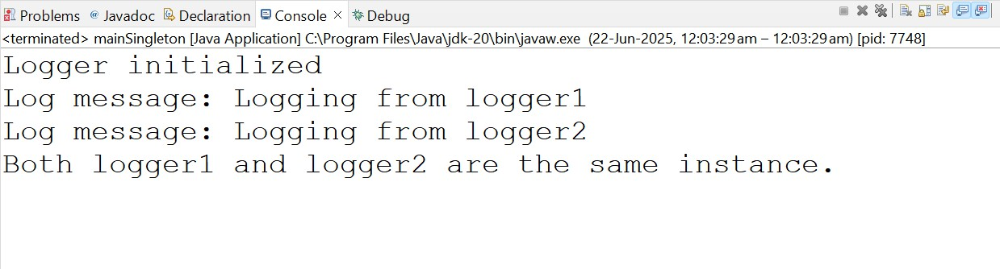 Problems @ Javadoc Declaration Console × Debug
<terminated> mainSingleton [Java Application] C:\Program Files\Java\jdk-20\bin\javaw.exe (22-Jun-2025, 12:03:29 am – 12:03:29 am) [pid: 7748]
Logger initialized
Log message: Logging from logger1
Log message: Logging from logger2
Both logger1 and logger2 are the same instance.